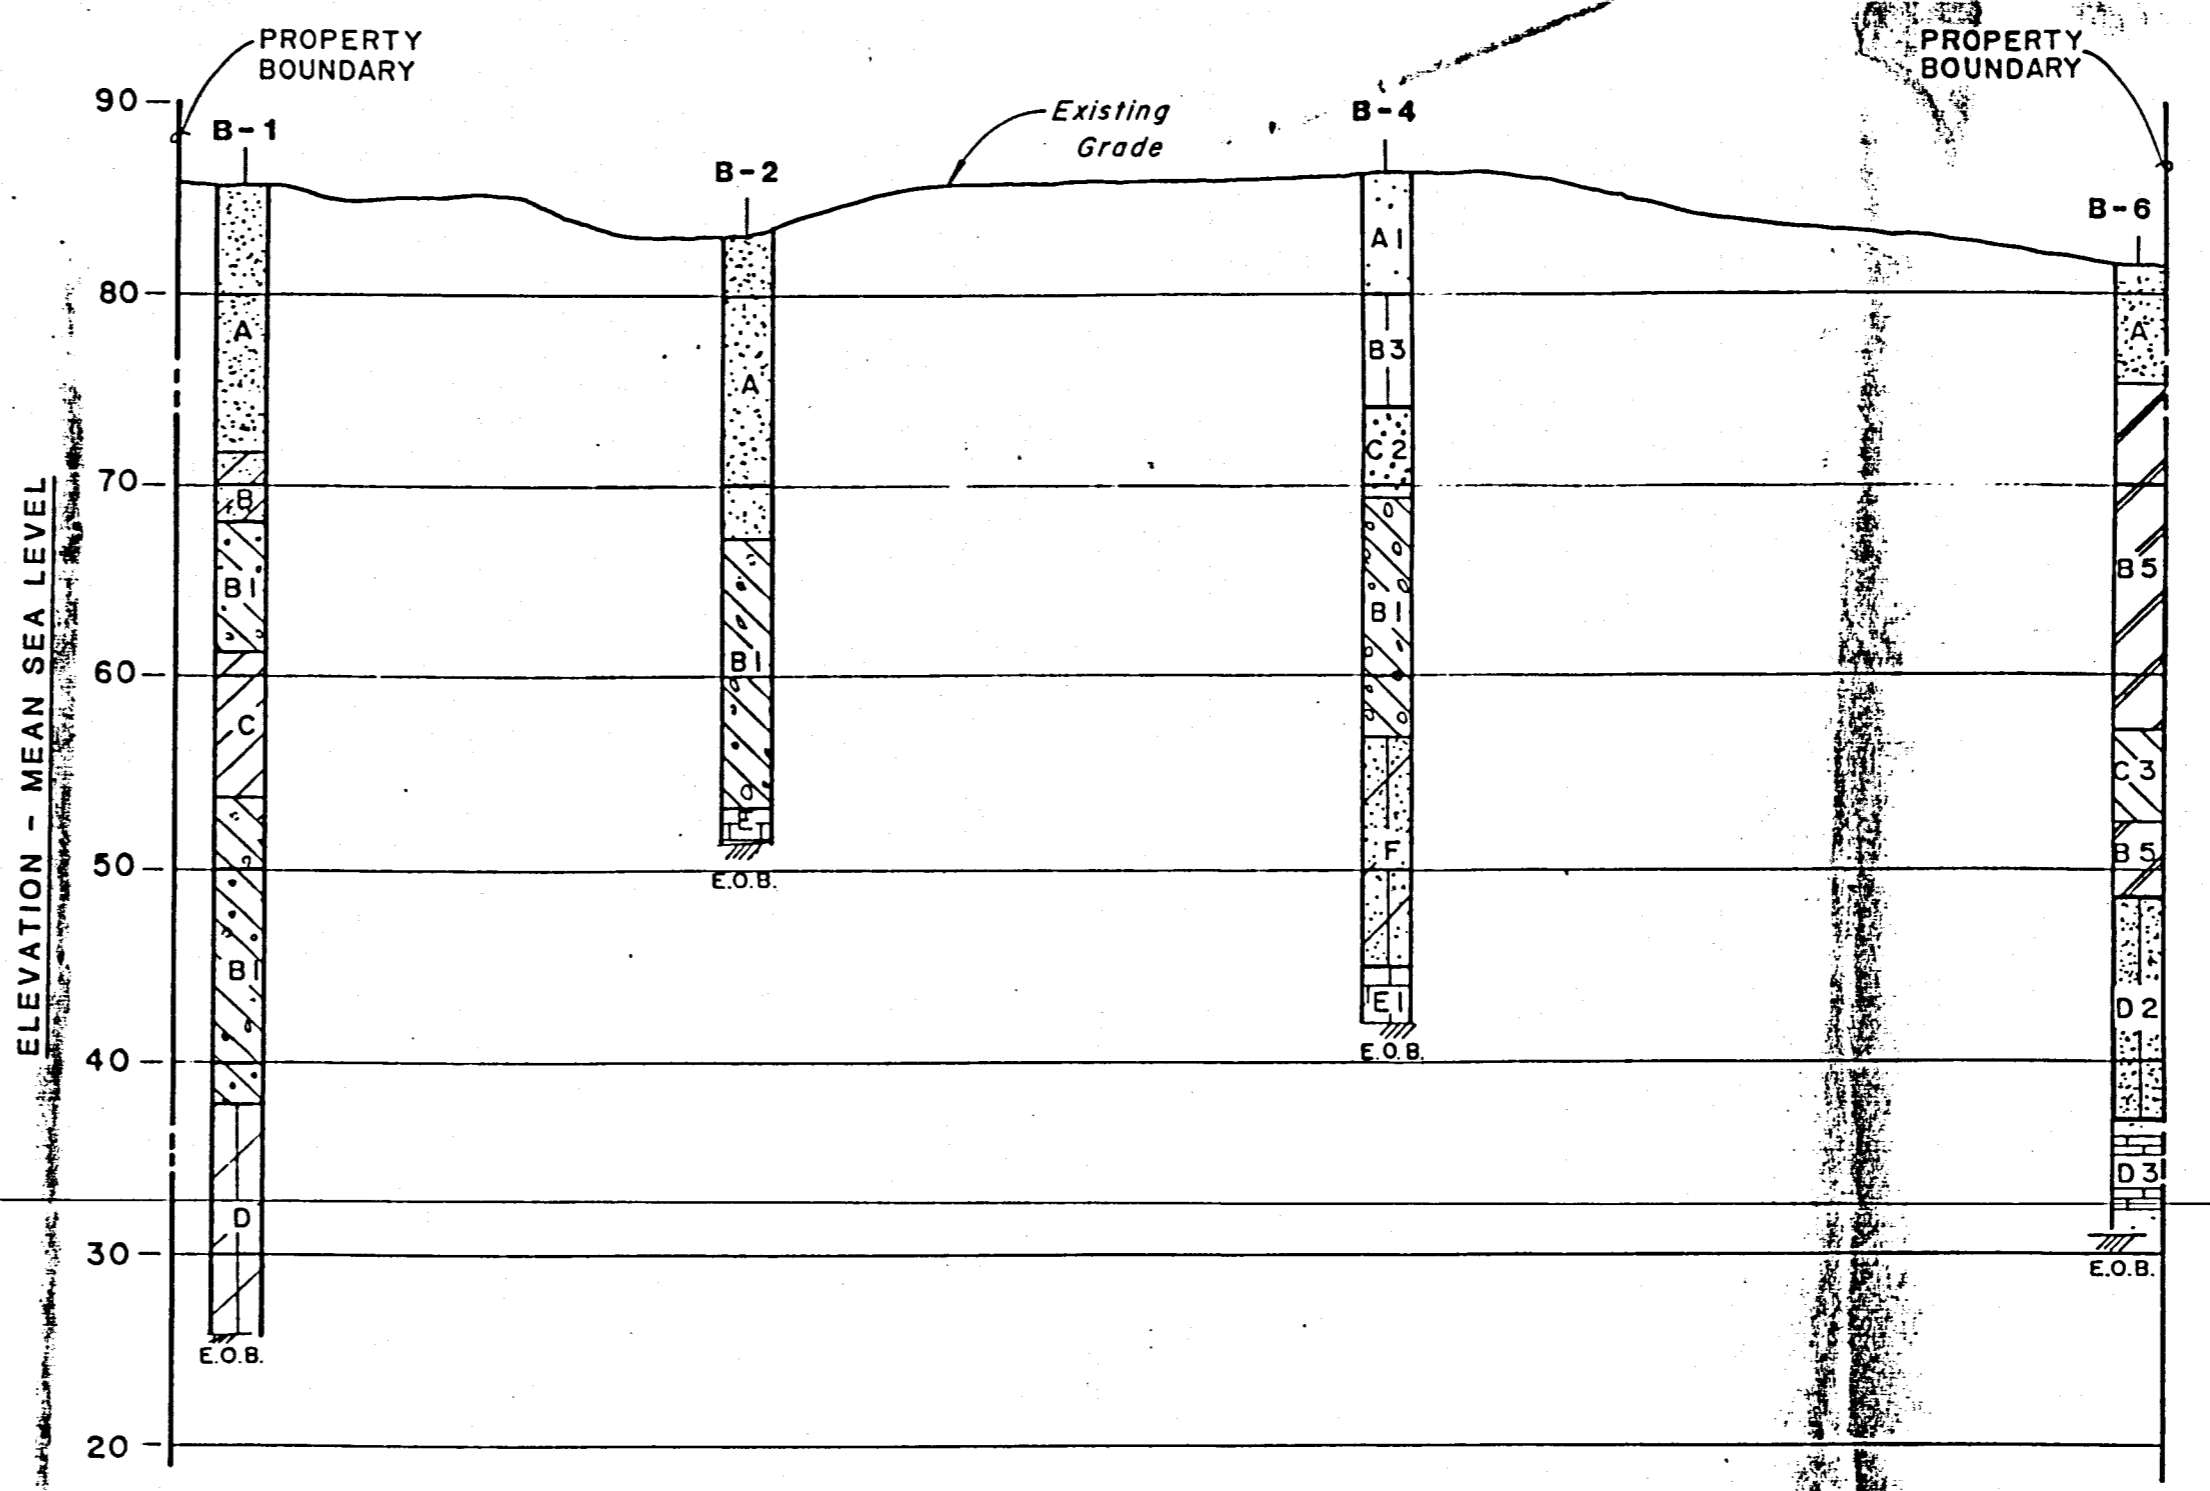 PROPERTY
BOUNDARY
PROPERTY
BOUNDARY
90
B-1
Existing
Grade
B-4
B-2
B-6
80
70
60
50
40
30
20
ELEVATION - MEAN SEA LEVEL
A
B
B1
C
B1
D
E.O.B.
A
B1
E
E.O.B.
A1
B3
C2
B1
F
E1
E.O.B.
A
B5
C3
B5
D2
D3
E.O.B.